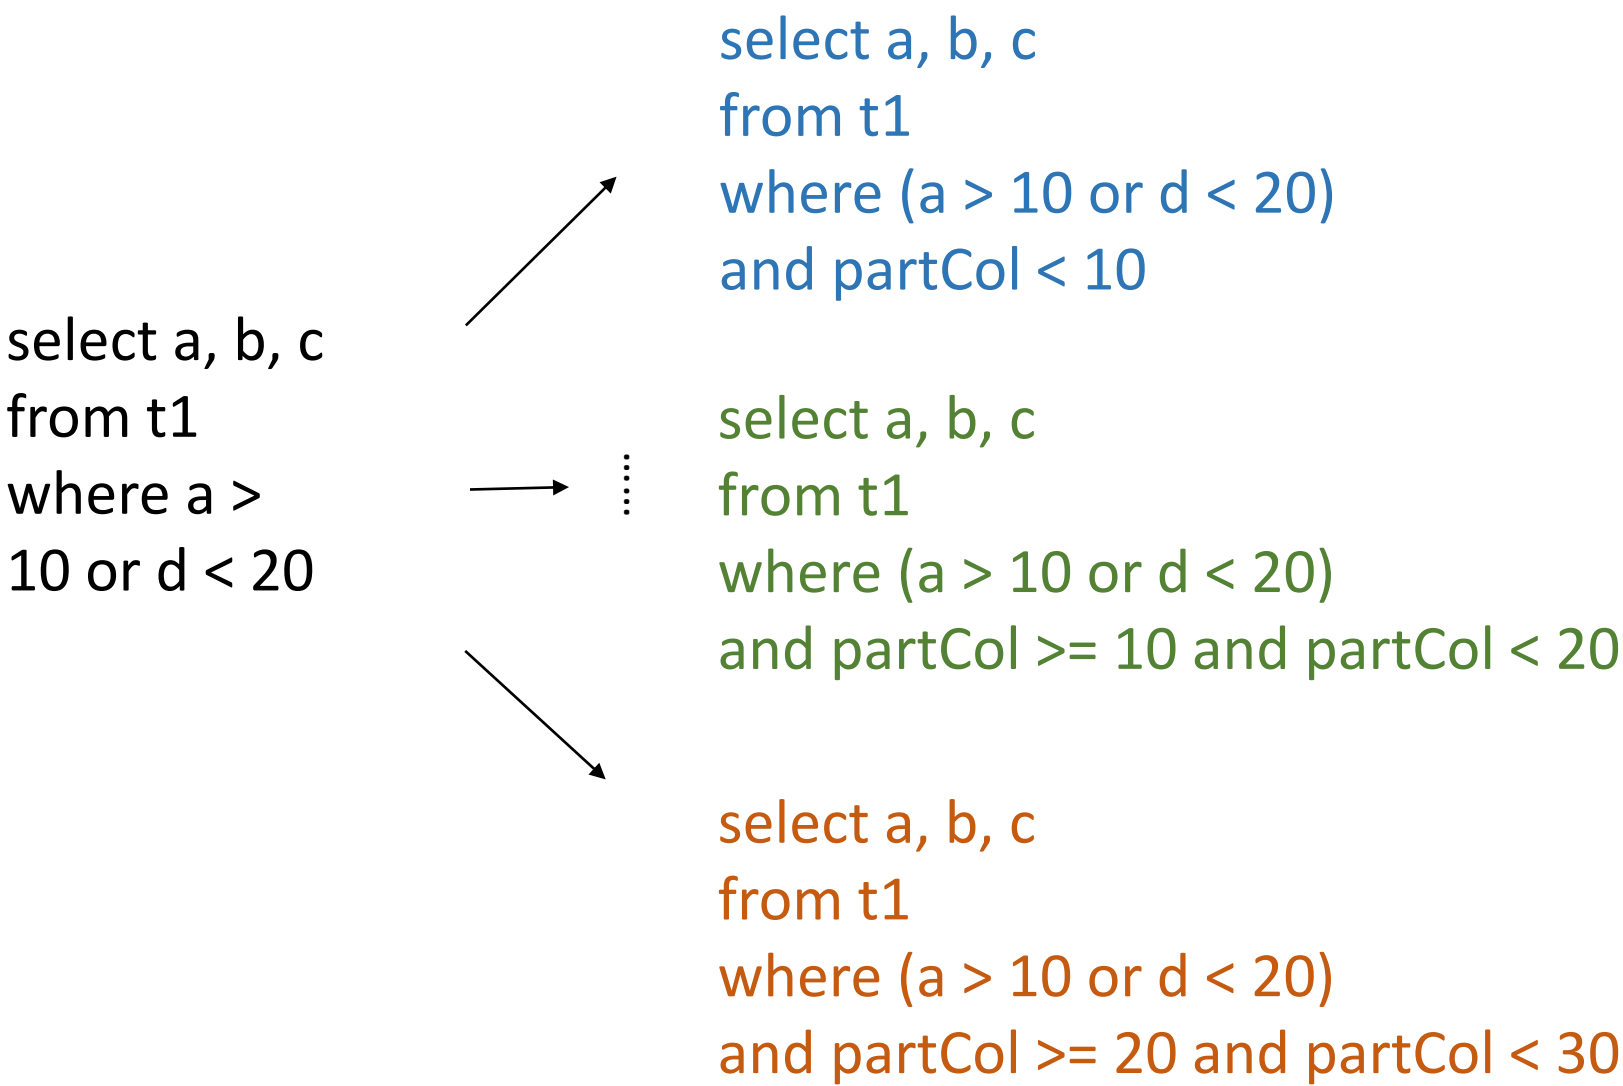 select a, b, c
from t1
where a >
10 or d < 20
select a, b, c
from t1
where (a > 10 or d < 20)
and partCol < 10
select a, b, c
from t1
where (a > 10 or d < 20)
and partCol >= 10 and partCol < 20
select a, b, c
from t1
where (a > 10 or d < 20)
and partCol >= 20 and partCol < 30